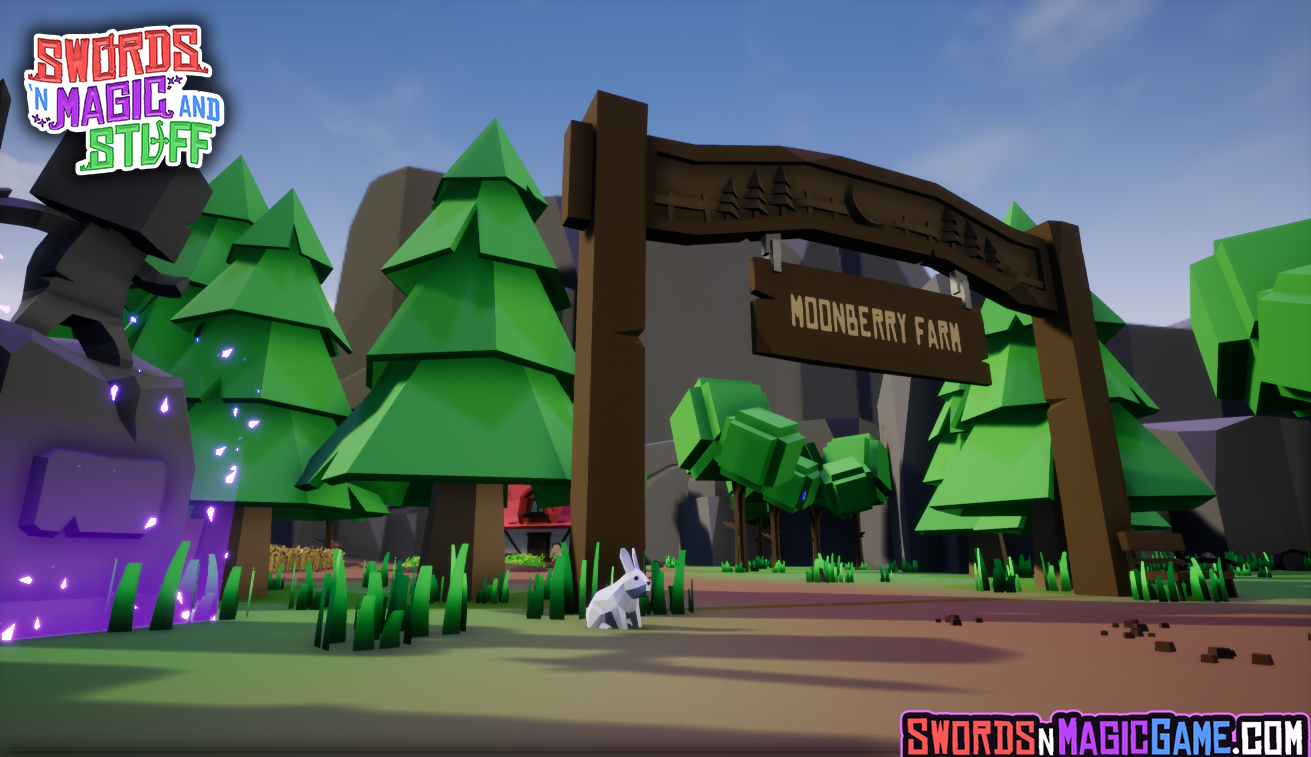 SWORDS
'N MAGIC AND
STUFF
MOONBERRY FARM
SWORDSNMAGICGAME.COM